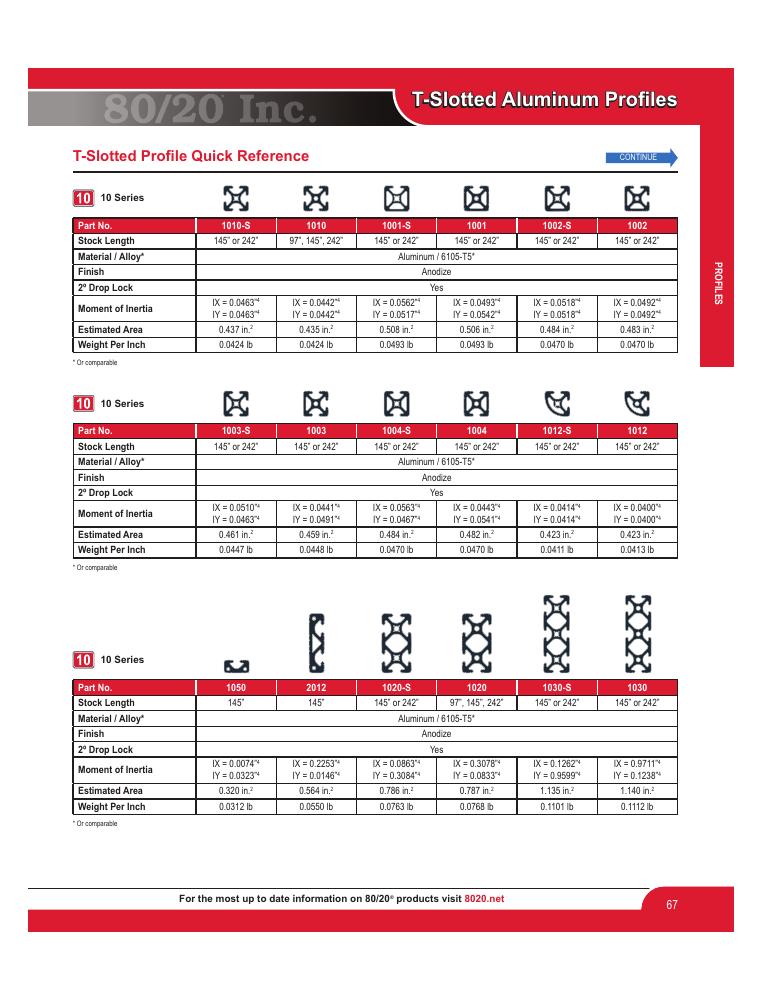 80/20 Inc.
T-Slotted Aluminum Profiles
T-Slotted Profile Quick Reference
CONTINUE
PROFILES
10 10 Series
Part No. 1010-S 1010 1001-S 1001 1002-S 1002
Stock Length 145" or 242" 97", 145", 242" 145" or 242" 145" or 242" 145" or 242" 145" or 242"
Material / Alloy* Aluminum / 6105-T5*
Finish Anodize
2º Drop Lock Yes
Moment of Inertia
IX = 0.0463"⁴ IX = 0.0442"⁴ IX = 0.0562"⁴ IX = 0.0493"⁴ IX = 0.0518"⁴ IX = 0.0492"⁴
IY = 0.0463"⁴ IY = 0.0442"⁴ IY = 0.0517"⁴ IY = 0.0542"⁴ IY = 0.0518"⁴ IY = 0.0492"⁴
Estimated Area 0.437 in.² 0.435 in.² 0.508 in.² 0.506 in.² 0.484 in.² 0.483 in.²
Weight Per Inch 0.0424 lb 0.0424 lb 0.0493 lb 0.0493 lb 0.0470 lb 0.0470 lb
* Or comparable
10 10 Series
Part No. 1003-S 1003 1004-S 1004 1012-S 1012
Stock Length 145" or 242" 145" or 242" 145" or 242" 145" or 242" 145" or 242" 145" or 242"
Material / Alloy* Aluminum / 6105-T5*
Finish Anodize
2º Drop Lock Yes
Moment of Inertia
IX = 0.0510"⁴ IX = 0.0441"⁴ IX = 0.0563"⁴ IX = 0.0443"⁴ IX = 0.0414"⁴ IX = 0.0400"⁴
IY = 0.0463"⁴ IY = 0.0491"⁴ IY = 0.0467"⁴ IY = 0.0541"⁴ IY = 0.0414"⁴ IY = 0.0400"⁴
Estimated Area 0.461 in.² 0.459 in.² 0.484 in.² 0.482 in.² 0.423 in.² 0.423 in.²
Weight Per Inch 0.0447 lb 0.0448 lb 0.0470 lb 0.0470 lb 0.0411 lb 0.0413 lb
* Or comparable
10 10 Series
Part No. 1050 2012 1020-S 1020 1030-S 1030
Stock Length 145" 145" 145" or 242" 97", 145", 242" 145" or 242" 145" or 242"
Material / Alloy* Aluminum / 6105-T5*
Finish Anodize
2º Drop Lock Yes
Moment of Inertia
IX = 0.0074"⁴ IX = 0.2253"⁴ IX = 0.0863"⁴ IX = 0.3078"⁴ IX = 0.1262"⁴ IX = 0.9711"⁴
IY = 0.0323"⁴ IY = 0.0146"⁴ IY = 0.3084"⁴ IY = 0.0833"⁴ IY = 0.9599"⁴ IY = 0.1238"⁴
Estimated Area 0.320 in.² 0.564 in.² 0.786 in.² 0.787 in.² 1.135 in.² 1.140 in.²
Weight Per Inch 0.0312 lb 0.0550 lb 0.0763 lb 0.0768 lb 0.1101 lb 0.1112 lb
* Or comparable
For the most up to date information on 80/20® products visit 8020.net
67